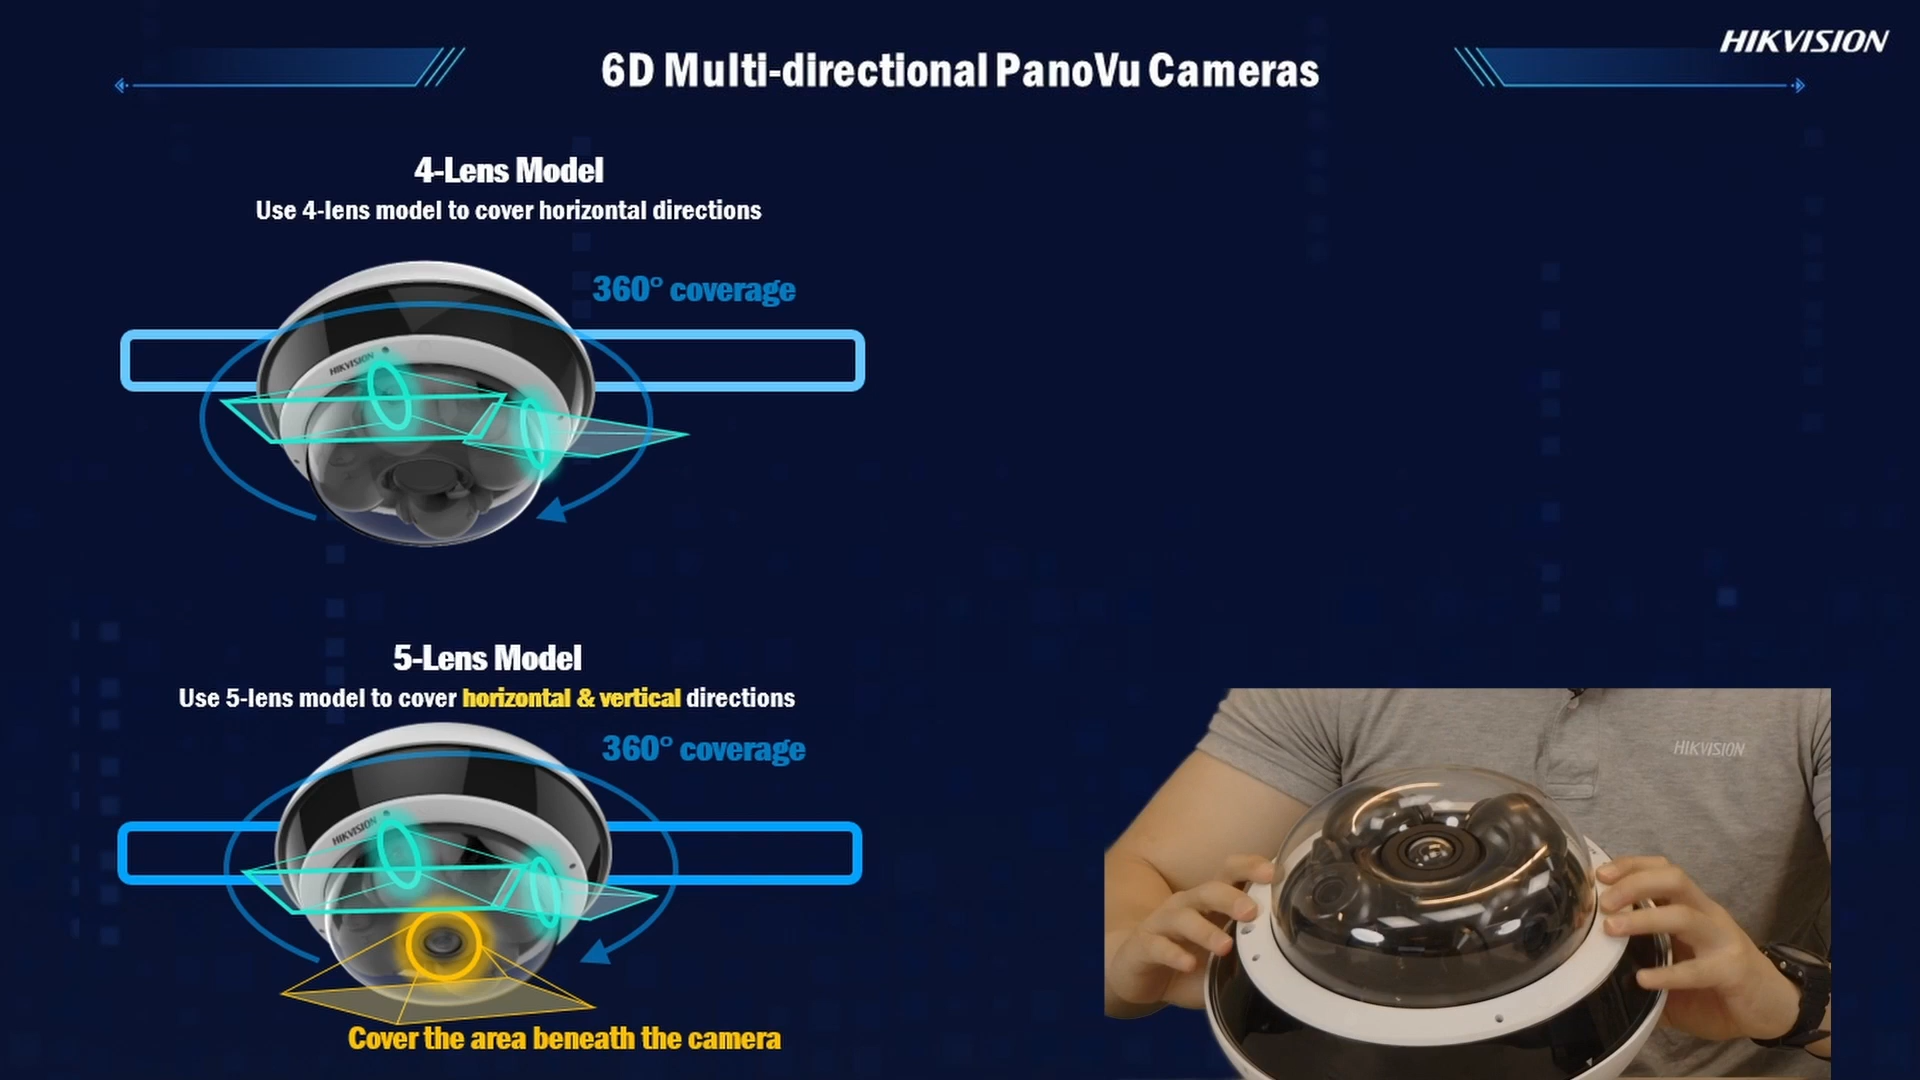 HIKVISION
6D Multi-directional PanoVu Cameras
4-Lens Model
Use 4-lens model to cover horizontal directions
360° coverage
HIKVISION
5-Lens Model
Use 5-lens model to cover horizontal & vertical directions
360° coverage
HIKVISION
HIKVISION
Cover the area beneath the camera